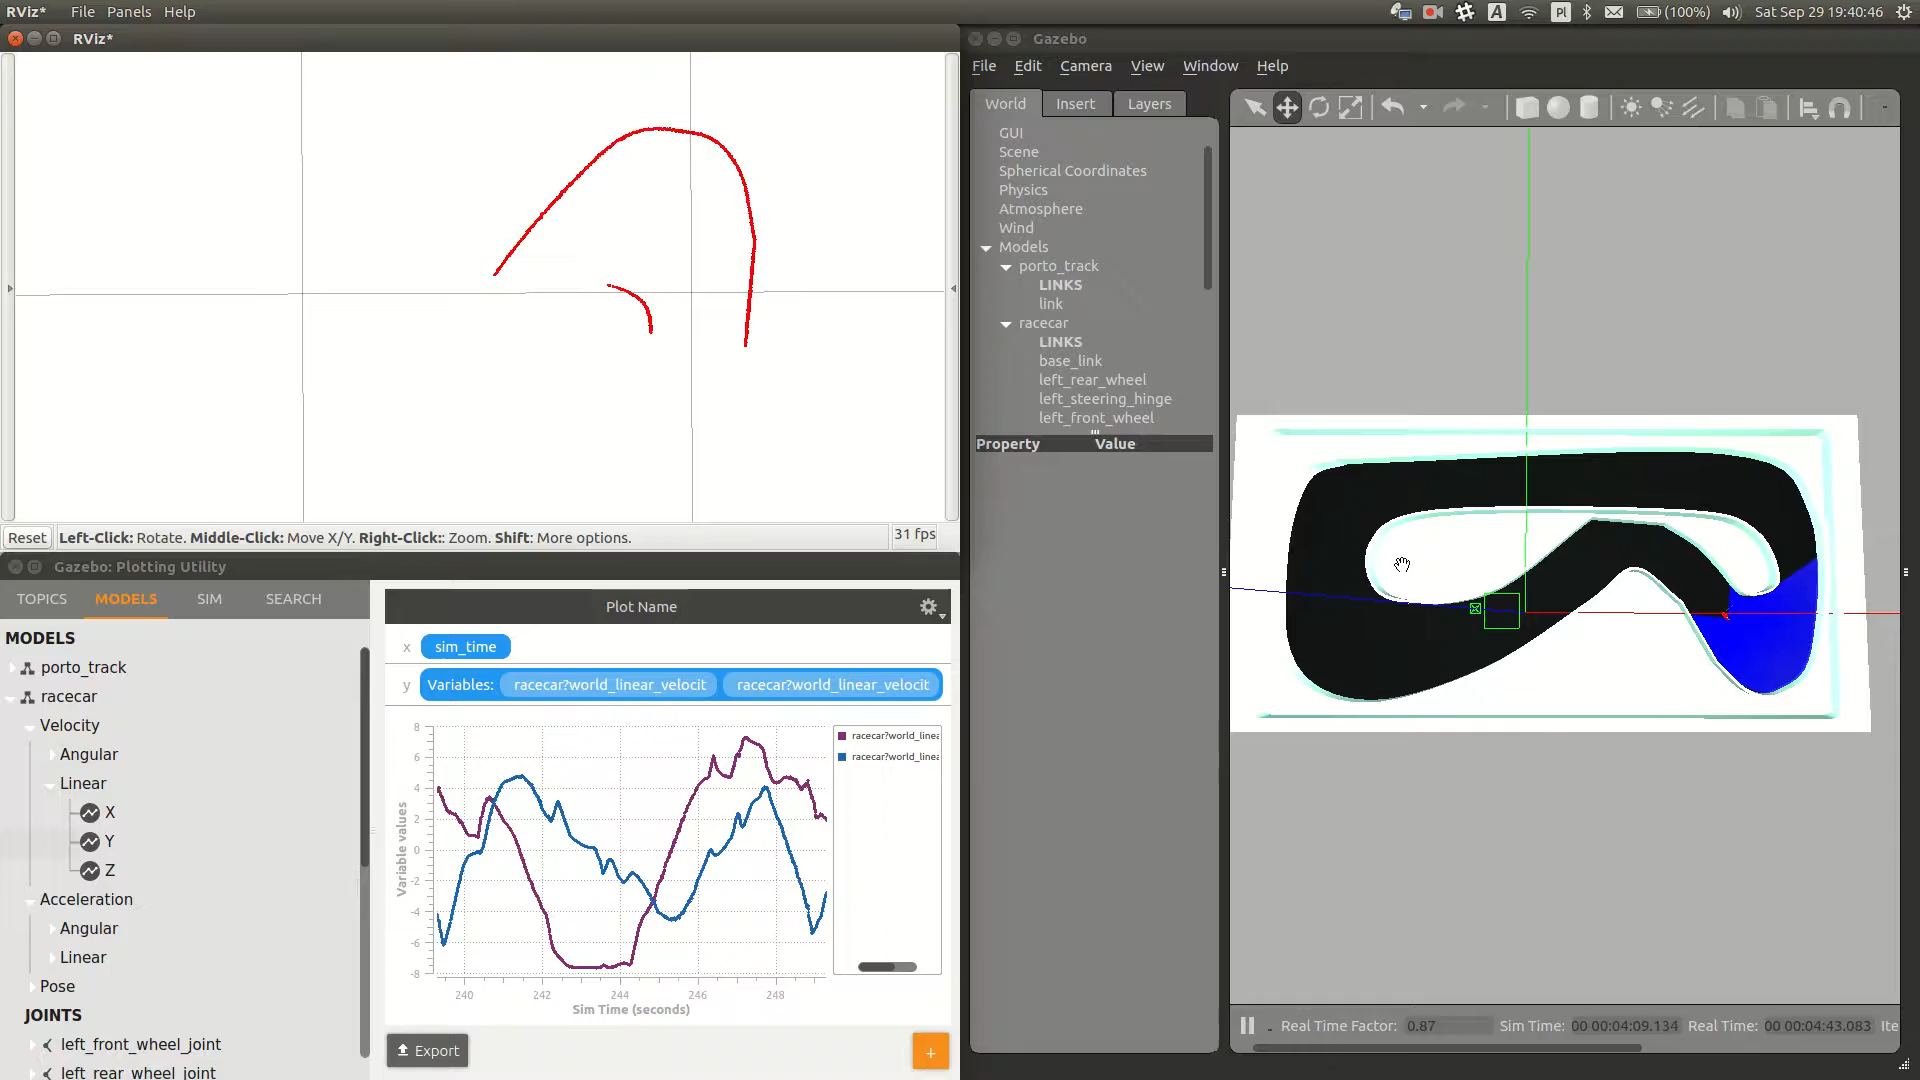 RViz* File Panels Help
A Pl (100%) Sat Sep 29 19:40:46
RViz*
Reset Left-Click: Rotate. Middle-Click: Move X/Y. Right-Click:: Zoom. Shift: More options. 31 fps
Gazebo: Plotting Utility
TOPICS MODELS SIM SEARCH
MODELS
porto_track
racecar
Velocity
Angular
Linear
X
Y
Z
Acceleration
Angular
Linear
Pose
JOINTS
left_front_wheel_joint
left_rear_wheel_joint
Plot Name
x sim_time
y Variables: racecar?world_linear_velocit racecar?world_linear_velocit
8
6
4
2
0
-2
-4
-6
-8
Variable values
240 242 244 246 248
Sim Time (seconds)
racecar?world_linea
racecar?world_linea
Export
+
Gazebo
File Edit Camera View Window Help
World Insert Layers
GUI
Scene
Spherical Coordinates
Physics
Atmosphere
Wind
Models
porto_track
LINKS
link
racecar
LINKS
base_link
left_rear_wheel
left_steering_hinge
left_front_wheel
Property Value
Real Time Factor: 0.87 Sim Time: 00 00:04:09.134 Real Time: 00 00:04:43.083 Ite